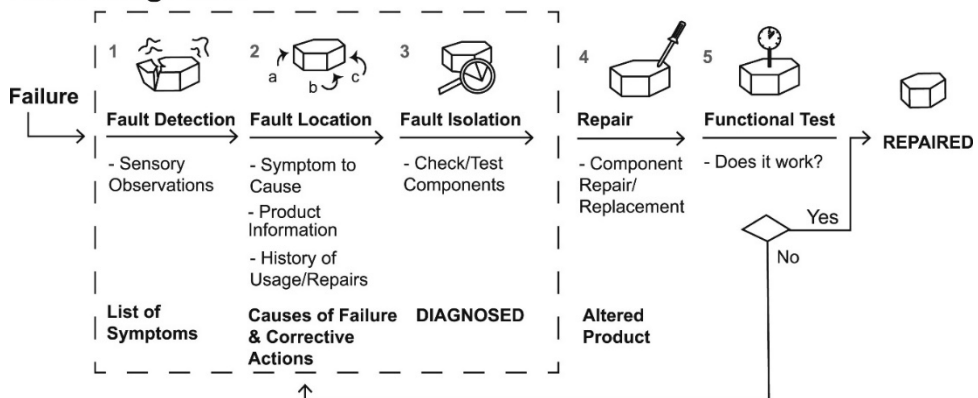 1
2
3
4
5
a
b
c
Failure
Fault Detection
Fault Location
Fault Isolation
Repair
Functional Test
REPAIRED
- Sensory
Observations
- Symptom to
Cause
- Product
Information
- History of
Usage/Repairs
- Check/Test
Components
- Component
Repair/
Replacement
- Does it work?
Yes
No
List of
Symptoms
Causes of Failure
& Corrective
Actions
DIAGNOSED
Altered
Product